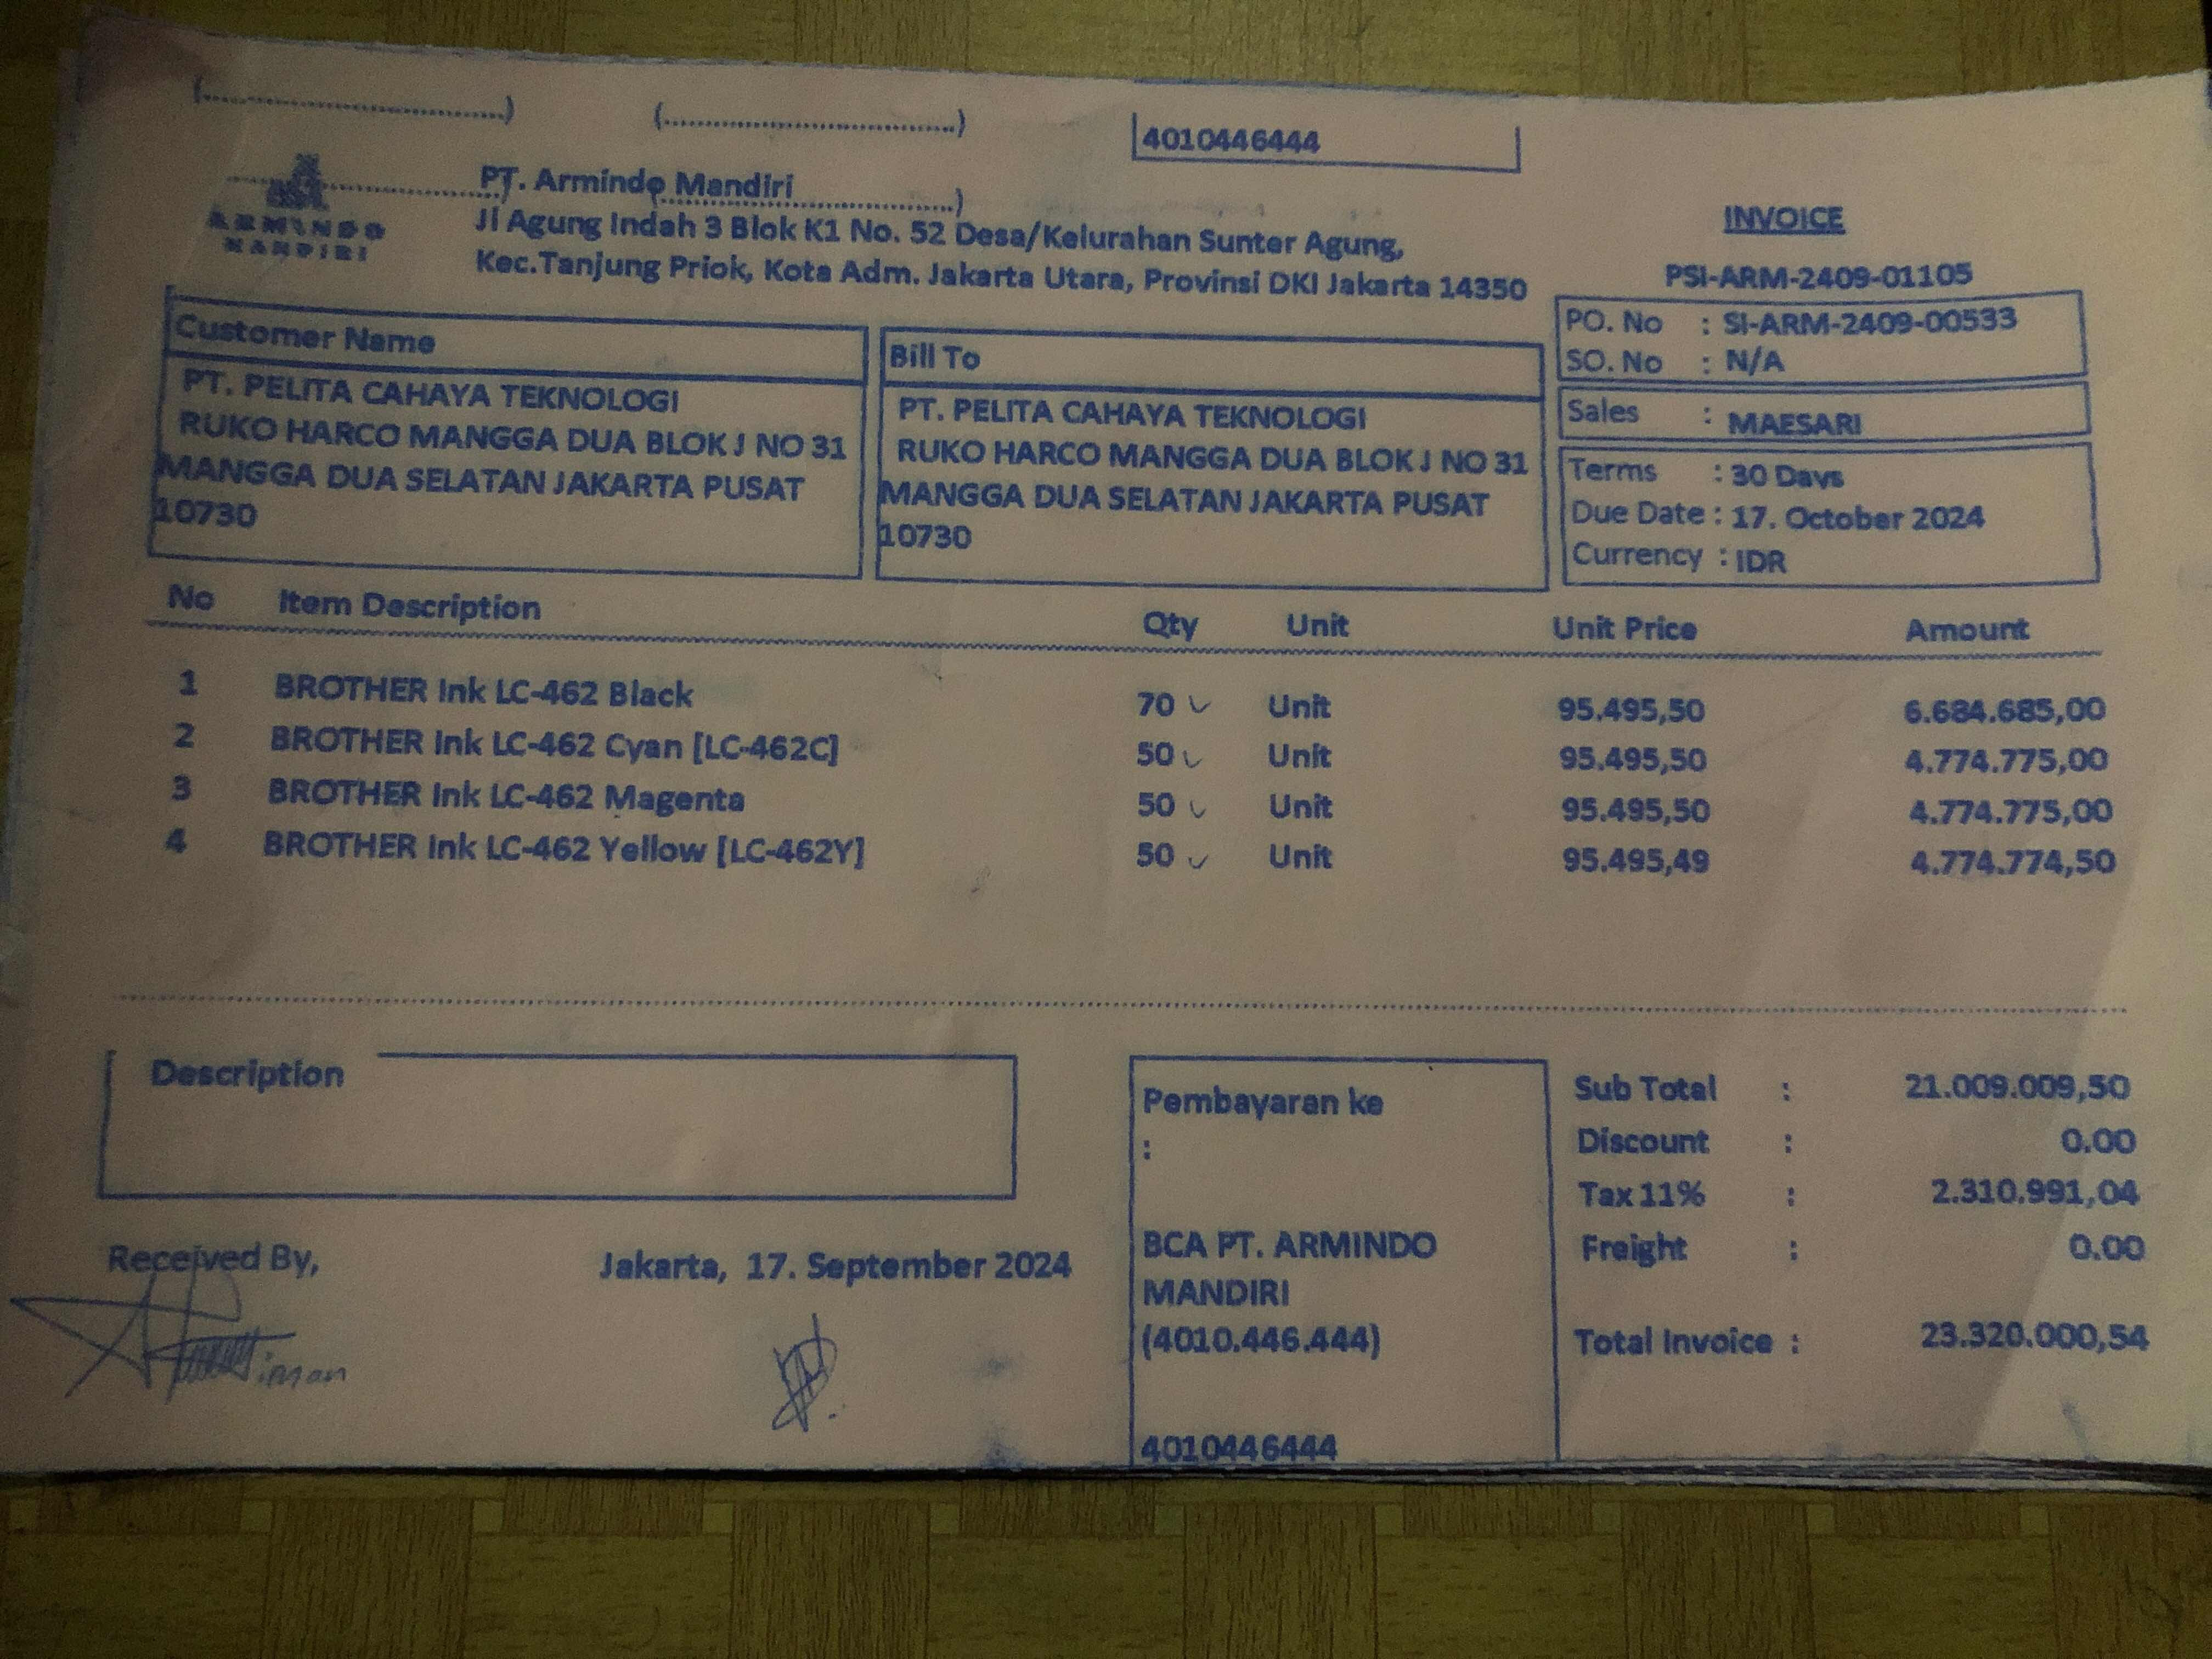 (....................................) (....................................)
4010446444
ARMINDO
MANDIRI
PT. Armindo Mandiri
Jl Agung Indah 3 Blok K1 No. 52 Desa/Kelurahan Sunter Agung,
Kec.Tanjung Priok, Kota Adm. Jakarta Utara, Provinsi DKI Jakarta 14350
INVOICE
PSI-ARM-2409-01105
PO. No : SI-ARM-2409-00533
SO. No : N/A
Sales : MAESARI
Terms : 30 Days
Due Date : 17. October 2024
Currency : IDR
Customer Name
PT. PELITA CAHAYA TEKNOLOGI
RUKO HARCO MANGGA DUA BLOK J NO 31
MANGGA DUA SELATAN JAKARTA PUSAT
10730
Bill To
PT. PELITA CAHAYA TEKNOLOGI
RUKO HARCO MANGGA DUA BLOK J NO 31
MANGGA DUA SELATAN JAKARTA PUSAT
10730
No Item Description Qty Unit Unit Price Amount
1 BROTHER Ink LC-462 Black 70 Unit 95.495,50 6.684.685,00
2 BROTHER Ink LC-462 Cyan [LC-462C] 50 Unit 95.495,50 4.774.775,00
3 BROTHER Ink LC-462 Magenta 50 Unit 95.495,50 4.774.775,00
4 BROTHER Ink LC-462 Yellow [LC-462Y] 50 Unit 95.495,49 4.774.774,50
Description
Pembayaran ke
:
BCA PT. ARMINDO
MANDIRI
(4010.446.444)
4010446444
Sub Total : 21.009.009,50
Discount : 0.00
Tax 11% : 2.310.991,04
Freight : 0.00
Total Invoice : 23.320.000,54
Received By,
Jakarta, 17. September 2024